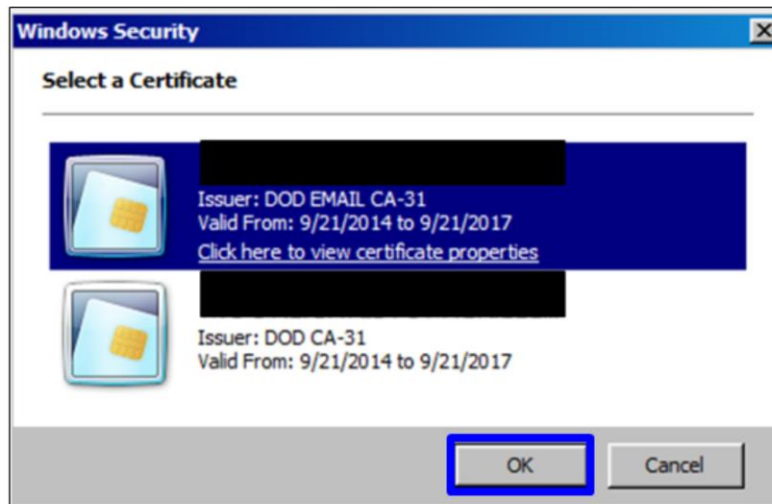 Windows Security
Select a Certificate
Issuer: DOD EMAIL CA-31
Valid From: 9/21/2014 to 9/21/2017
Click here to view certificate properties
Issuer: DOD CA-31
Valid From: 9/21/2014 to 9/21/2017
OK Cancel